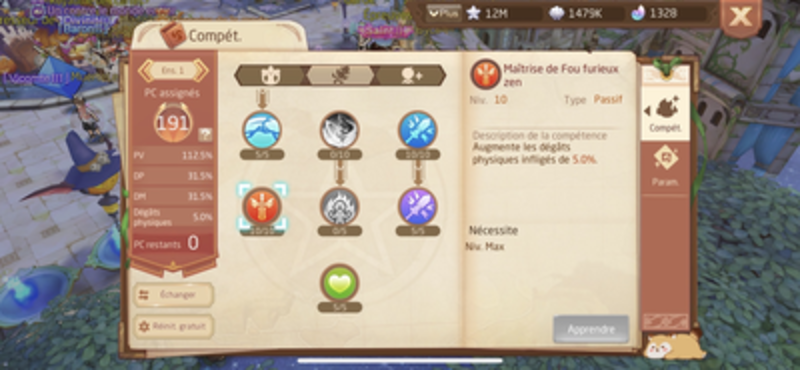 Plus 12M 1479K 1328
Compét.
Ens. 1
PC assignés
191 ?
PV 112.5%
DP 31.5%
DM 31.5%
Dégâts
physiques 5.0%
PC restants 0
Échanger
Réinit. gratuit
5/5 0/10 10/10
10/10 0/5 5/5
5/5
Maîtrise de Fou furieux
zen
Niv. 10 Type Passif
Description de la compétence
Augmente les dégâts
physiques infligés de 5.0%.
Nécessite
Niv. Max
Apprendre
Compét.
Param.